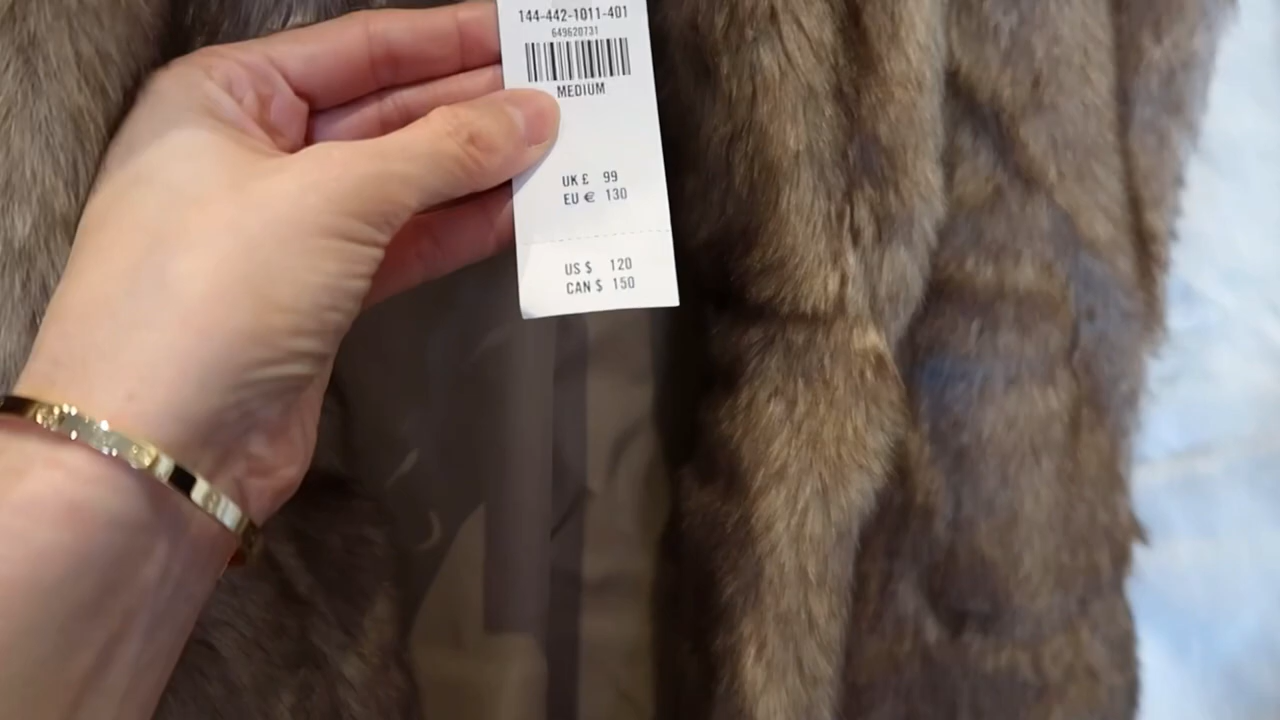 144-442-1011-401
649620731
MEDIUM
UK £ 99
EU € 130
US $ 120
CAN $ 150